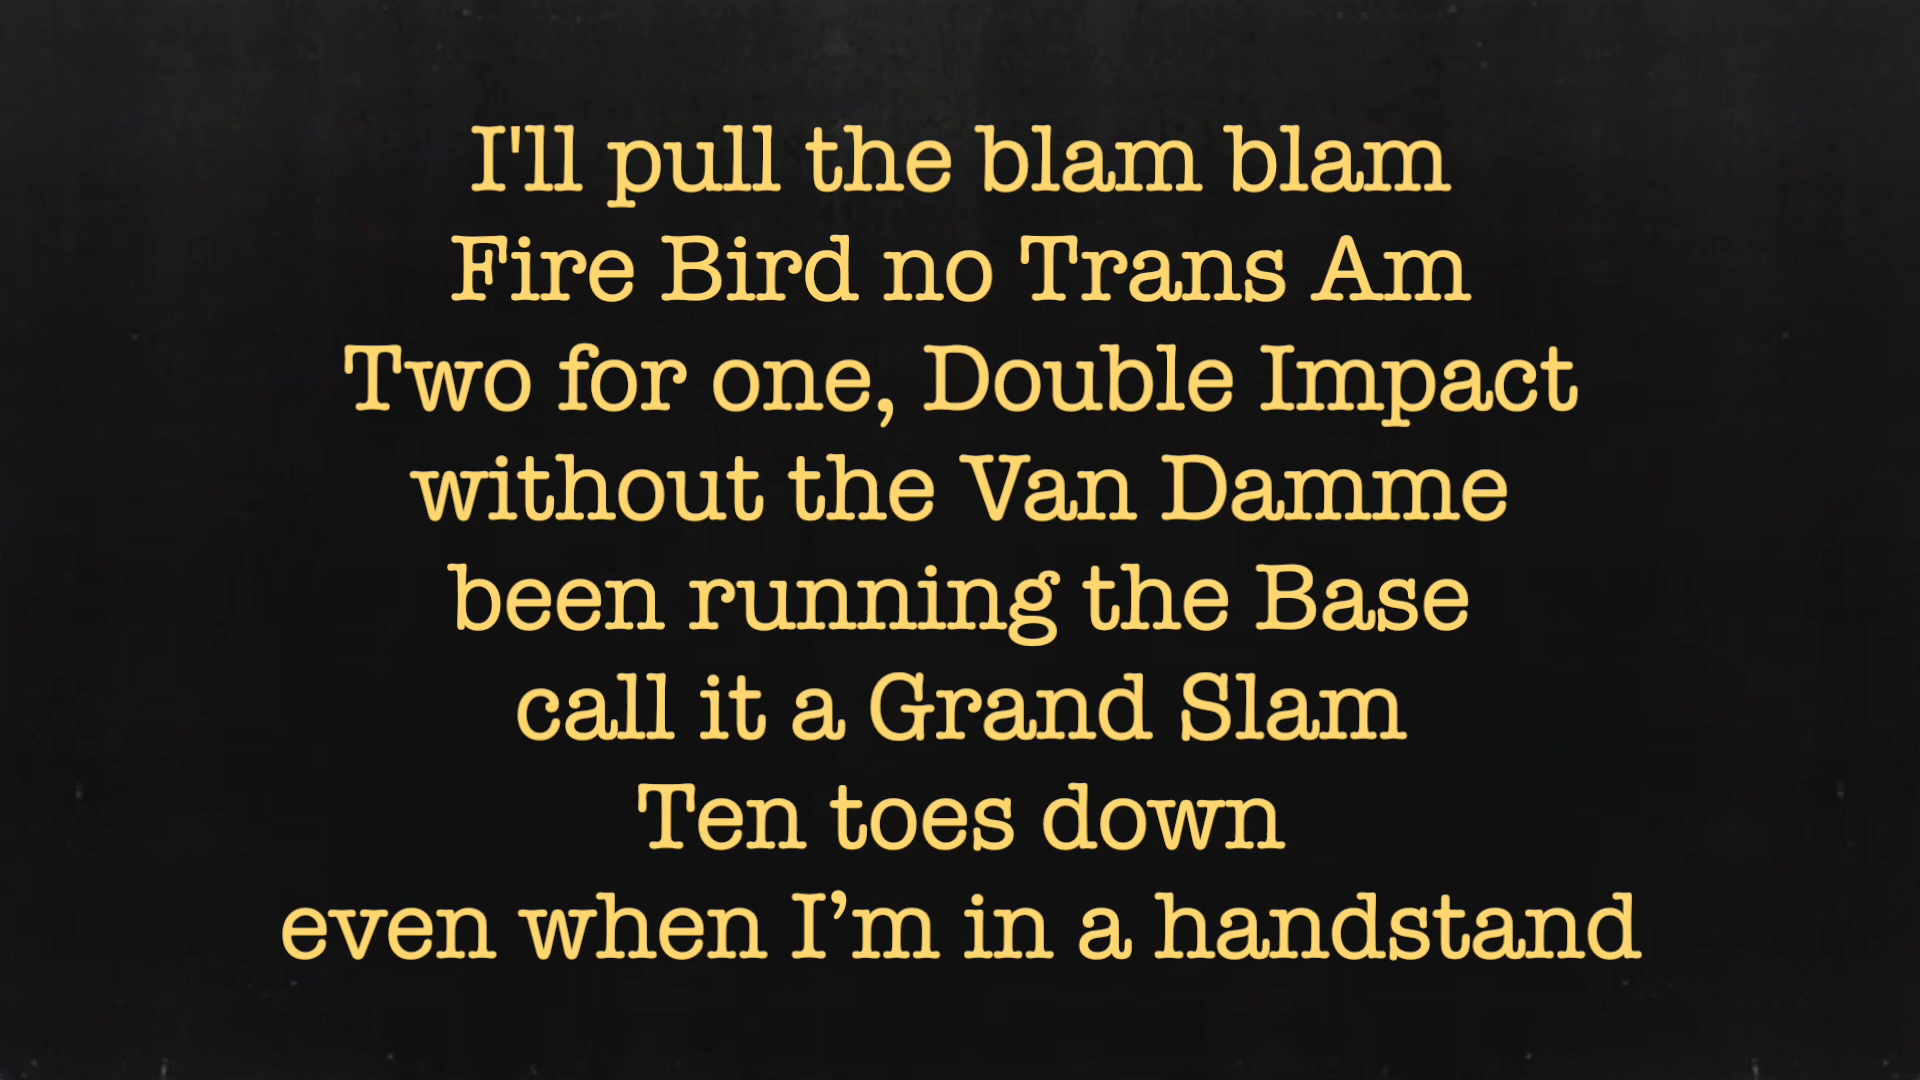 I'll pull the blam blam
Fire Bird no Trans Am
Two for one, Double Impact
without the Van Damme
been running the Base
call it a Grand Slam
Ten toes down
even when I’m in a handstand